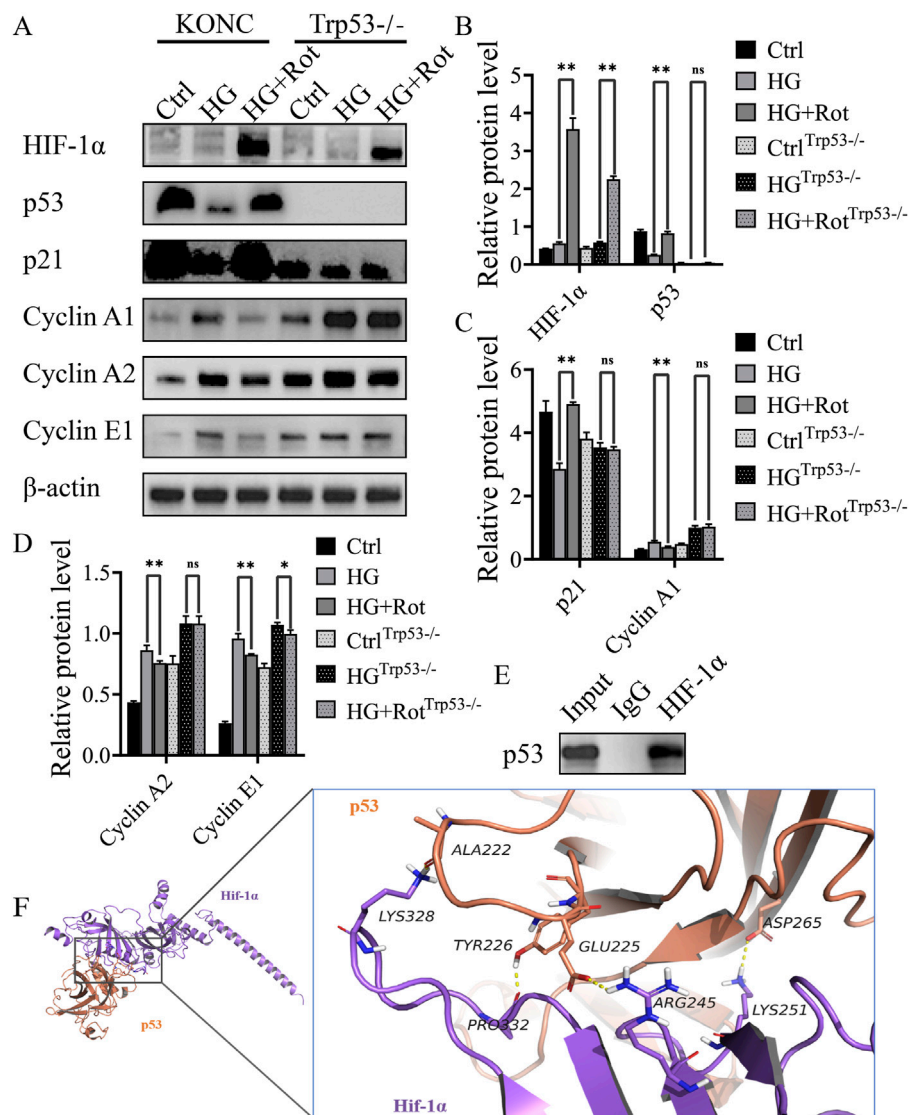 A
KONC
Trp53-/-
Ctrl
HG
HG+Rot
Ctrl
HG
HG+Rot
HIF-1α
p53
p21
Cyclin A1
Cyclin A2
Cyclin E1
β-actin
B
Relative protein level
5
4
3
2
1
0
**
**
**
ns
HIF-1α
p53
Ctrl
HG
HG+Rot
CtrlTrp53-/-
HGTrp53-/-
HG+RotTrp53-/-
C
Relative protein level
6
4
2
0
**
ns
**
ns
p21
Cyclin A1
Ctrl
HG
HG+Rot
CtrlTrp53-/-
HGTrp53-/-
HG+RotTrp53-/-
D
Relative protein level
1.5
1.0
0.5
0.0
**
ns
**
*
Cyclin A2
Cyclin E1
Ctrl
HG
HG+Rot
CtrlTrp53-/-
HGTrp53-/-
HG+RotTrp53-/-
E
Input
IgG
HIF-1α
p53
F
Hif-1α
p53
p53
ALA222
LYS328
TYR226
GLU225
ASP265
ARG245
LYS251
PRO332
Hif-1α